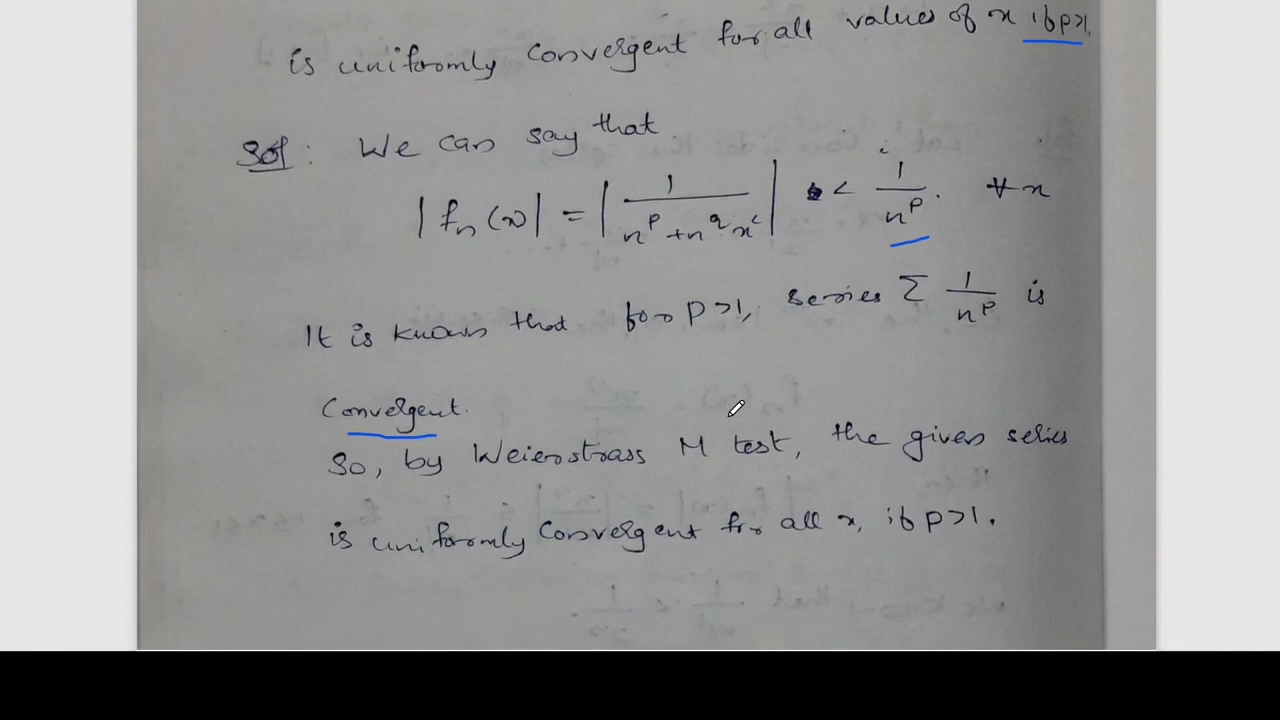 is uniformly convergent for all values of x if p>1.
Sol: We can say that
|fn(x)| = |1/(n^p+n^q x^2)| < 1/n^p. ∀x
It is known that for p>1, series Σ 1/n^p is
Convergent.
So, by Weierstrass M test, the given series
is uniformly convergent for all x, if p>1.